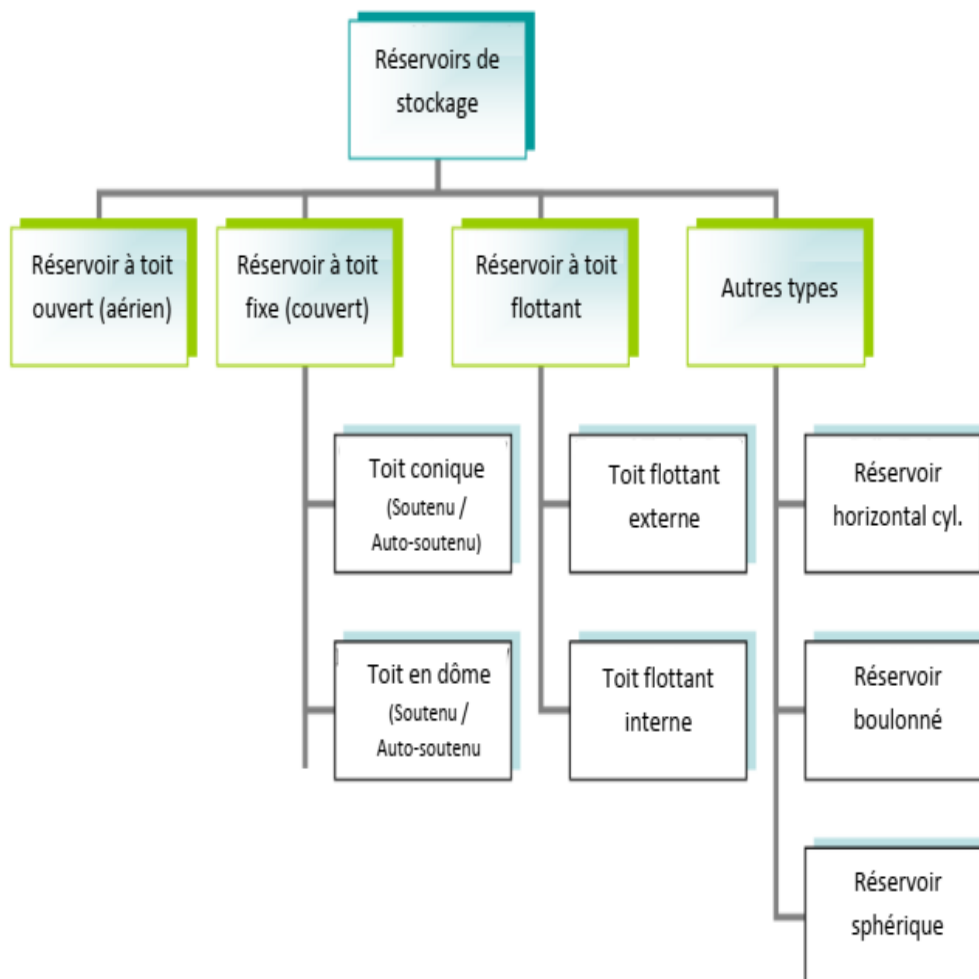 Réservoirs de
stockage
Réservoir à toit
ouvert (aérien)
Réservoir à toit
fixe (couvert)
Réservoir à toit
flottant
Autres types
Toit conique
(Soutenu /
Auto-soutenu)
Toit flottant
externe
Réservoir
horizontal cyl.
Toit en dôme
(Soutenu /
Auto-soutenu
Toit flottant
interne
Réservoir
boulonné
Réservoir
sphérique